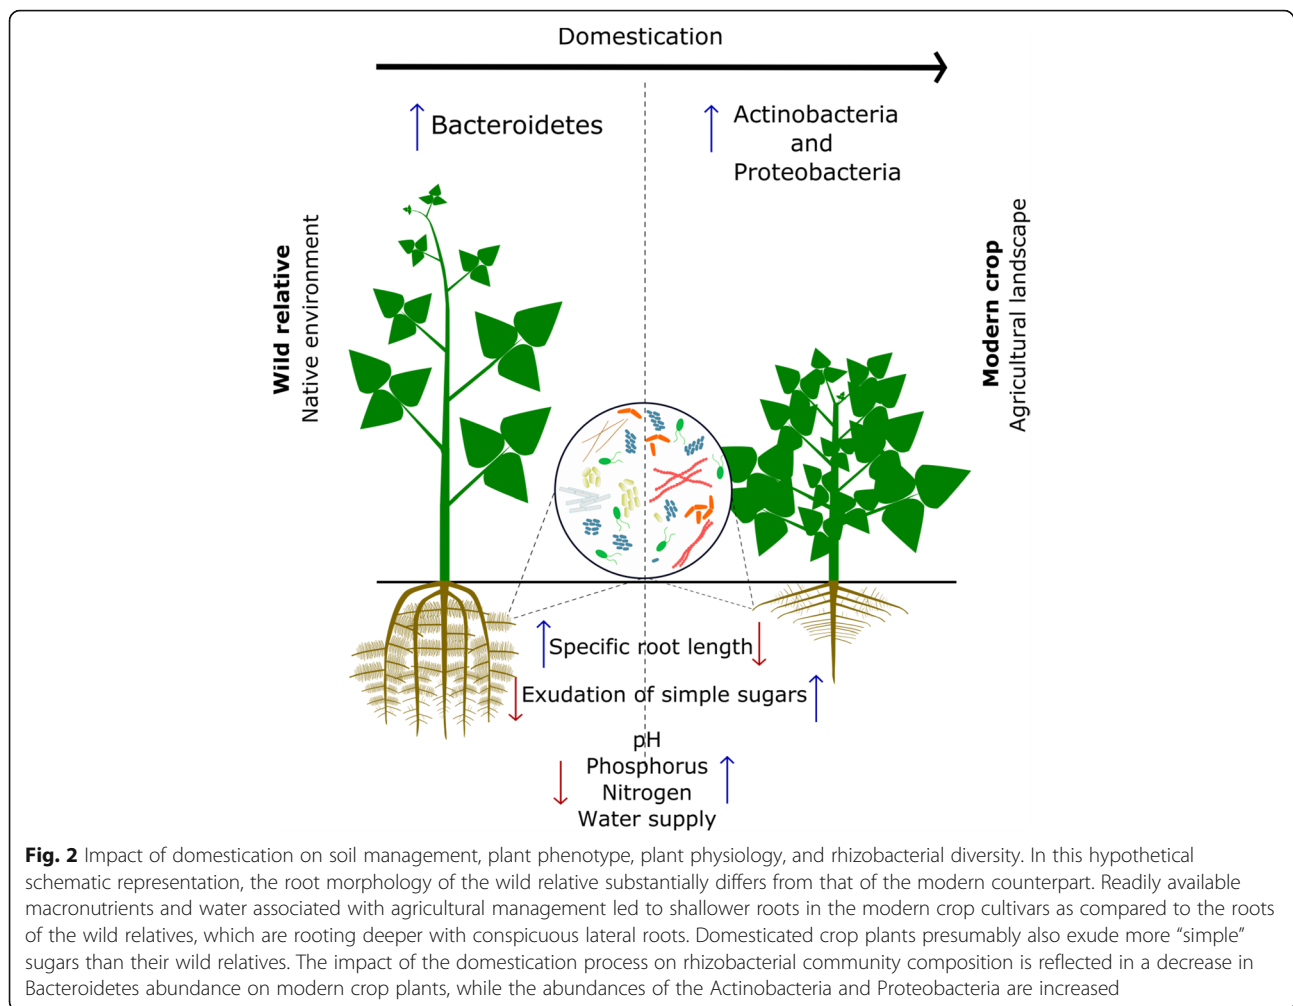 Domestication
Bacteroidetes
Actinobacteria
and
Proteobacteria
Wild relative
Native environment
Modern crop
Agricultural landscape
Specific root length
Exudation of simple sugars
pH
Phosphorus
Nitrogen
Water supply
Fig. 2 Impact of domestication on soil management, plant phenotype, plant physiology, and rhizobacterial diversity. In this hypothetical
schematic representation, the root morphology of the wild relative substantially differs from that of the modern counterpart. Readily available
macronutrients and water associated with agricultural management led to shallower roots in the modern crop cultivars as compared to the roots
of the wild relatives, which are rooting deeper with conspicuous lateral roots. Domesticated crop plants presumably also exude more “simple”
sugars than their wild relatives. The impact of the domestication process on rhizobacterial community composition is reflected in a decrease in
Bacteroidetes abundance on modern crop plants, while the abundances of the Actinobacteria and Proteobacteria are increased